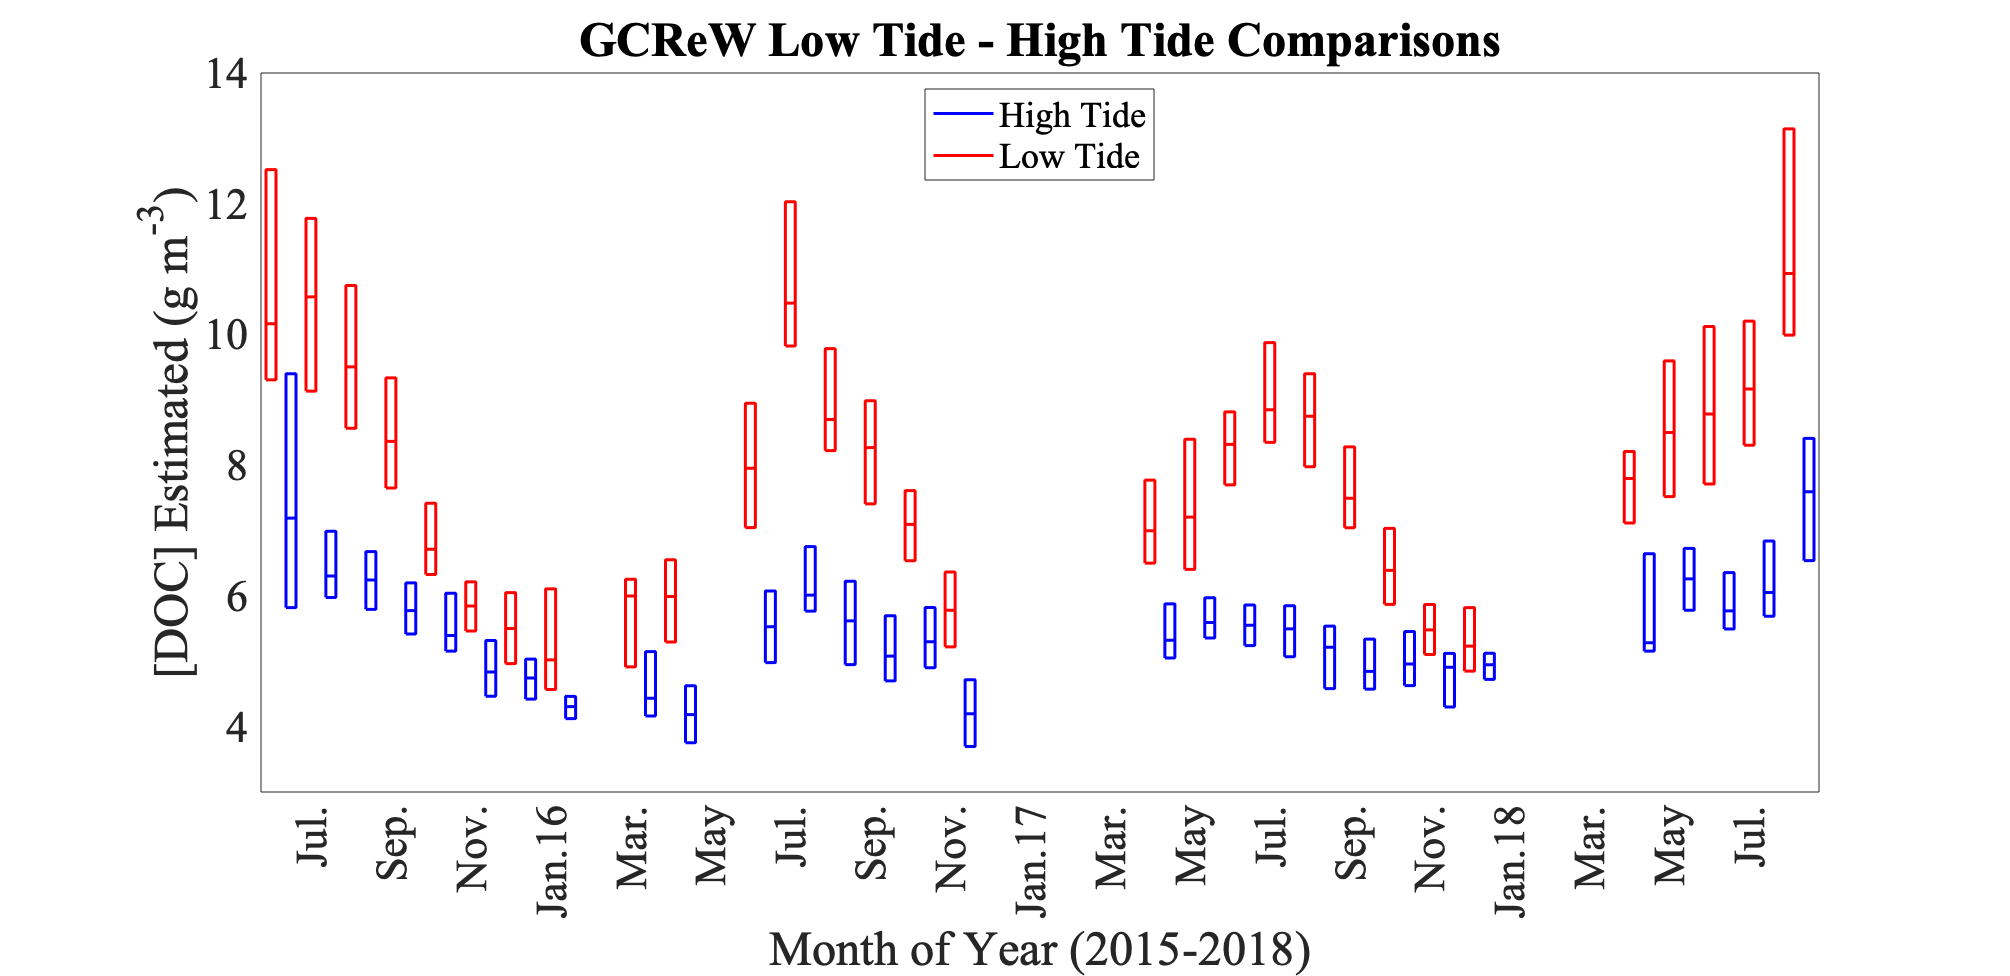 GCReW Low Tide - High Tide Comparisons
14
12
10
8
6
4
[DOC] Estimated (g m⁻³)
High Tide
Low Tide
Jul.
Sep.
Nov.
Jan.16
Mar.
May
Jul.
Sep.
Nov.
Jan.17
Mar.
May
Jul.
Sep.
Nov.
Jan.18
Mar.
May
Jul.
Month of Year (2015-2018)